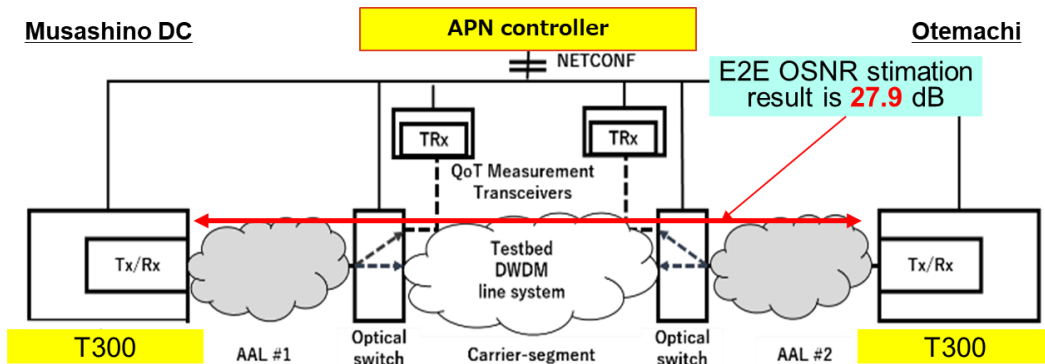 Musashino DC
APN controller
Otemachi
NETCONF
E2E OSNR stimation
result is 27.9 dB
TRx
TRx
QoT Measurement
Transceivers
Tx/Rx
Testbed
DWDM
line system
Tx/Rx
T300
AAL #1
Optical
switch
Carrier-segment
Optical
switch
AAL #2
T300